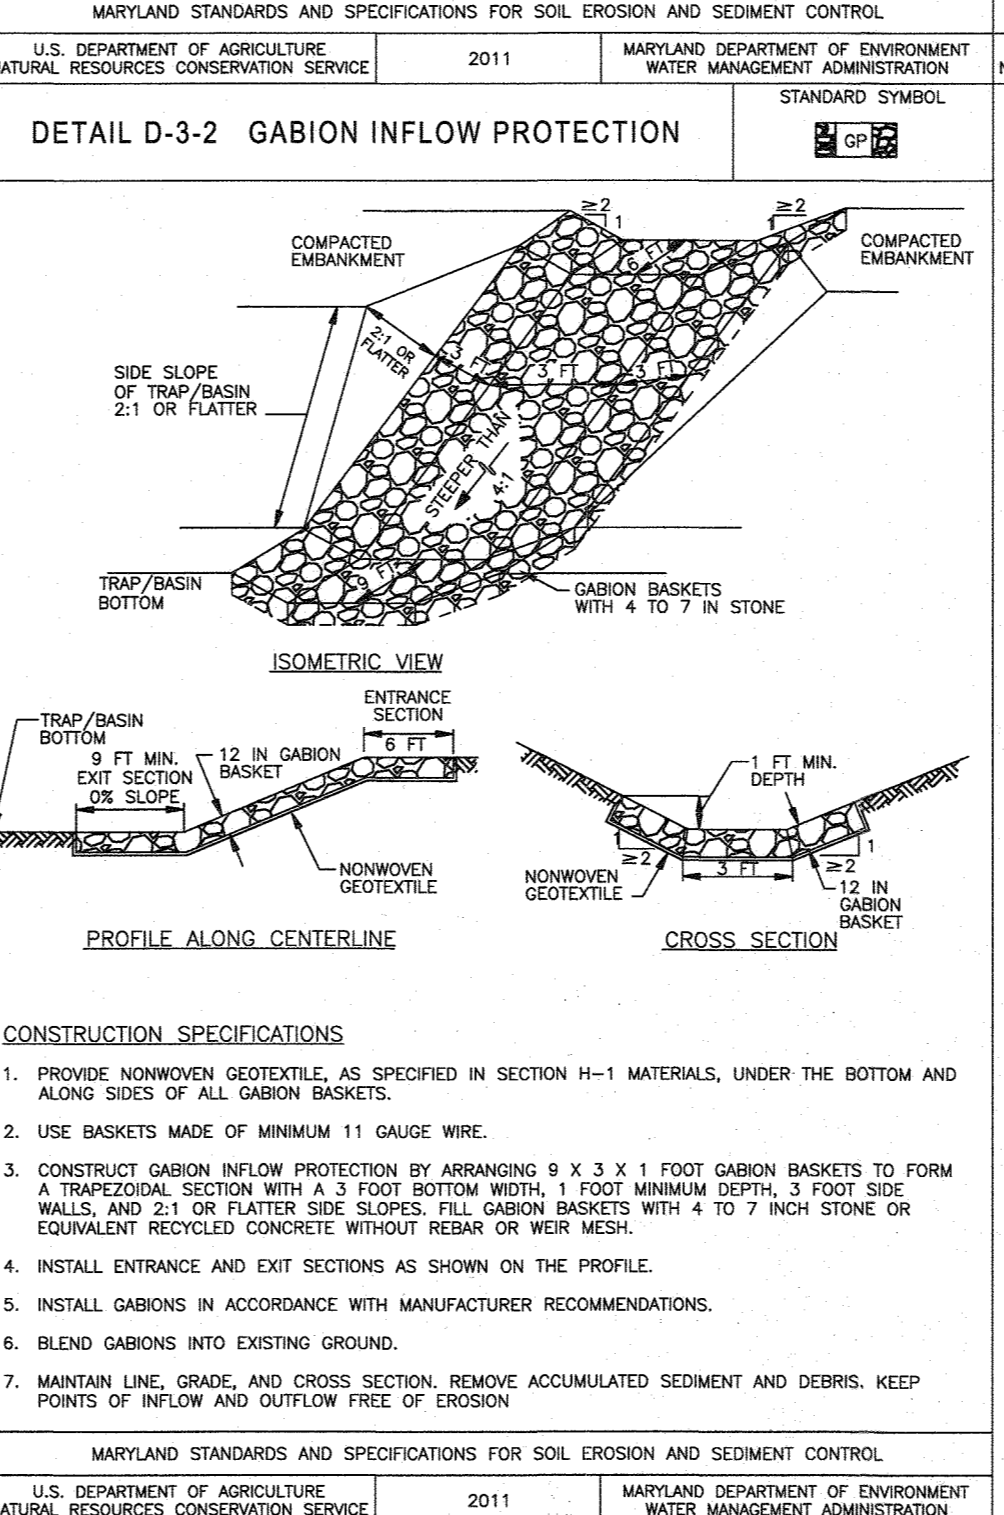 MARYLAND STANDARDS AND SPECIFICATIONS FOR SOIL EROSION AND SEDIMENT CONTROL
U.S. DEPARTMENT OF AGRICULTURE
ATURAL RESOURCES CONSERVATION SERVICE
2011
MARYLAND DEPARTMENT OF ENVIRONMENT
WATER MANAGEMENT ADMINISTRATION
N
DETAIL D-3-2 GABION INFLOW PROTECTION
STANDARD SYMBOL
GP
≥2
1
≥2
1
COMPACTED
EMBANKMENT
6 FT
COMPACTED
EMBANKMENT
2:1 OR
FLATTER
3 FT
3 FT
3 FT
SIDE SLOPE
OF TRAP/BASIN
2:1 OR FLATTER
STEEPER THAN
4:1
TRAP/BASIN
BOTTOM
9 FT
GABION BASKETS
WITH 4 TO 7 IN STONE
ISOMETRIC VIEW
TRAP/BASIN
BOTTOM
9 FT MIN.
EXIT SECTION
0% SLOPE
12 IN GABION
BASKET
ENTRANCE
SECTION
6 FT
NONWOVEN
GEOTEXTILE
PROFILE ALONG CENTERLINE
1 FT MIN.
DEPTH
1
≥2
3 FT
≥2
1
NONWOVEN
GEOTEXTILE
12 IN
GABION
BASKET
CROSS SECTION
CONSTRUCTION SPECIFICATIONS
1. PROVIDE NONWOVEN GEOTEXTILE, AS SPECIFIED IN SECTION H-1 MATERIALS, UNDER THE BOTTOM AND
ALONG SIDES OF ALL GABION BASKETS.
2. USE BASKETS MADE OF MINIMUM 11 GAUGE WIRE.
3. CONSTRUCT GABION INFLOW PROTECTION BY ARRANGING 9 X 3 X 1 FOOT GABION BASKETS TO FORM
A TRAPEZOIDAL SECTION WITH A 3 FOOT BOTTOM WIDTH, 1 FOOT MINIMUM DEPTH, 3 FOOT SIDE
WALLS, AND 2:1 OR FLATTER SIDE SLOPES. FILL GABION BASKETS WITH 4 TO 7 INCH STONE OR
EQUIVALENT RECYCLED CONCRETE WITHOUT REBAR OR WEIR MESH.
4. INSTALL ENTRANCE AND EXIT SECTIONS AS SHOWN ON THE PROFILE.
5. INSTALL GABIONS IN ACCORDANCE WITH MANUFACTURER RECOMMENDATIONS.
6. BLEND GABIONS INTO EXISTING GROUND.
7. MAINTAIN LINE, GRADE, AND CROSS SECTION. REMOVE ACCUMULATED SEDIMENT AND DEBRIS. KEEP
POINTS OF INFLOW AND OUTFLOW FREE OF EROSION
MARYLAND STANDARDS AND SPECIFICATIONS FOR SOIL EROSION AND SEDIMENT CONTROL
U.S. DEPARTMENT OF AGRICULTURE
ATURAL RESOURCES CONSERVATION SERVICE
2011
MARYLAND DEPARTMENT OF ENVIRONMENT
WATER MANAGEMENT ADMINISTRATION